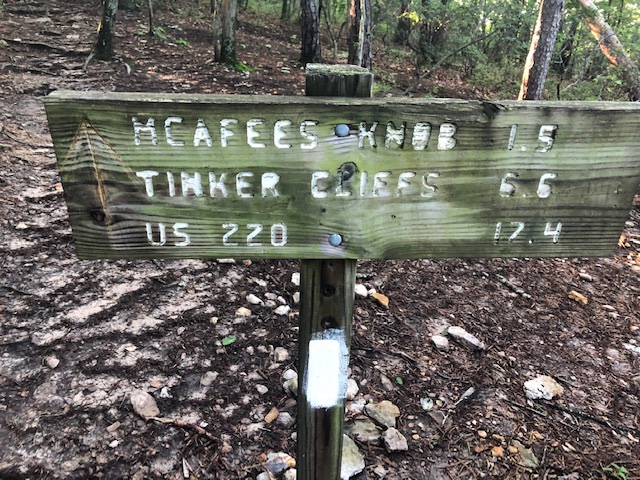 MCAFEES KNOB 1.5
TINKER CLIFFS 6.6
US 220 17.4